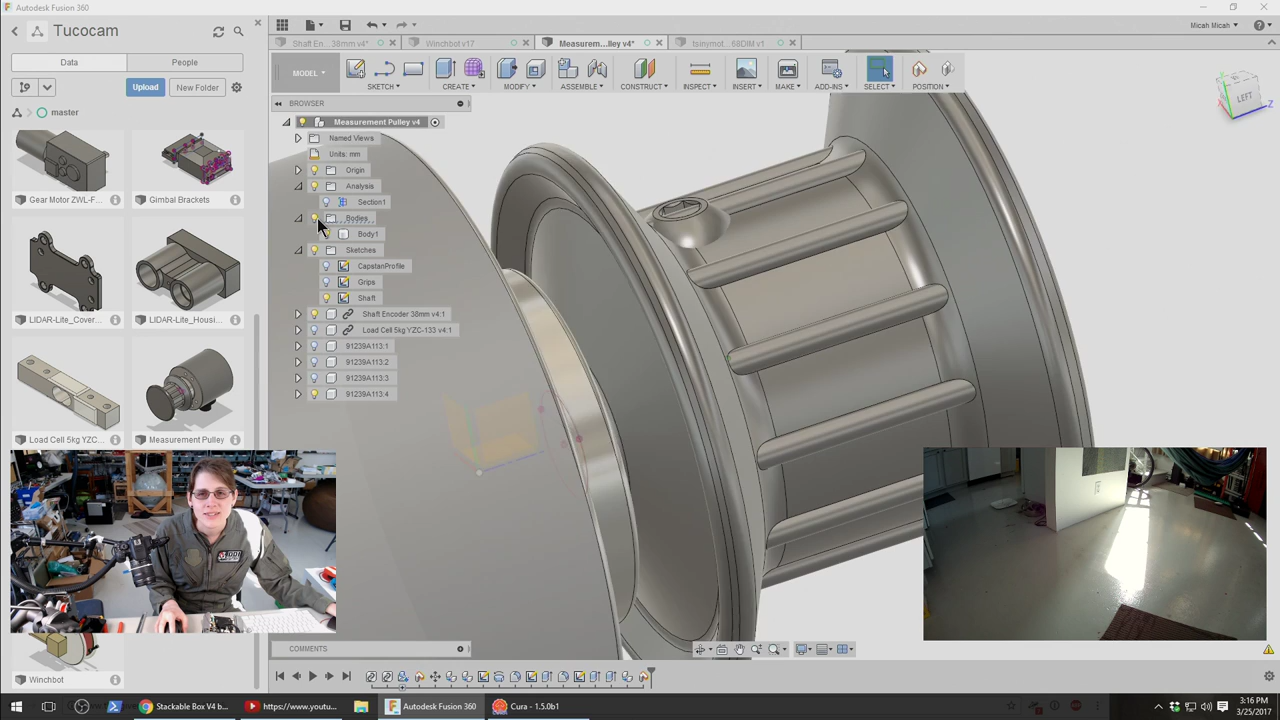 Autodesk Fusion 360
Tucocam
Micah Micah
Data
People
Upload
New Folder
master
Gear Motor ZWL-F...
Gimbal Brackets
LIDAR-Lite_Cover...
LIDAR-Lite_Housi...
Load Cell 5kg YZC...
Measurement Pulley
Winchbot
Shaft En... 38mm v4*
Winchbot v17
Measurem...lley v4*
tsinymot...68DIM v1
MODEL
SKETCH
CREATE
MODIFY
ASSEMBLE
CONSTRUCT
INSPECT
INSERT
MAKE
ADD-INS
SELECT
POSITION
BROWSER
Measurement Pulley v4
Named Views
Units: mm
Origin
Analysis
Section1
Bodies
Body1
Sketches
CapstanProfile
Grips
Shaft
Shaft Encoder 38mm v4:1
Load Cell 5kg YZC-133 v4:1
91239A113:1
91239A113:2
91239A113:3
91239A113:4
LEFT
Z
COMMENTS
Stackable Box V4 b...
https://www.youtu...
Autodesk Fusion 360
Cura - 1.5.0b1
3:16 PM
3/25/2017